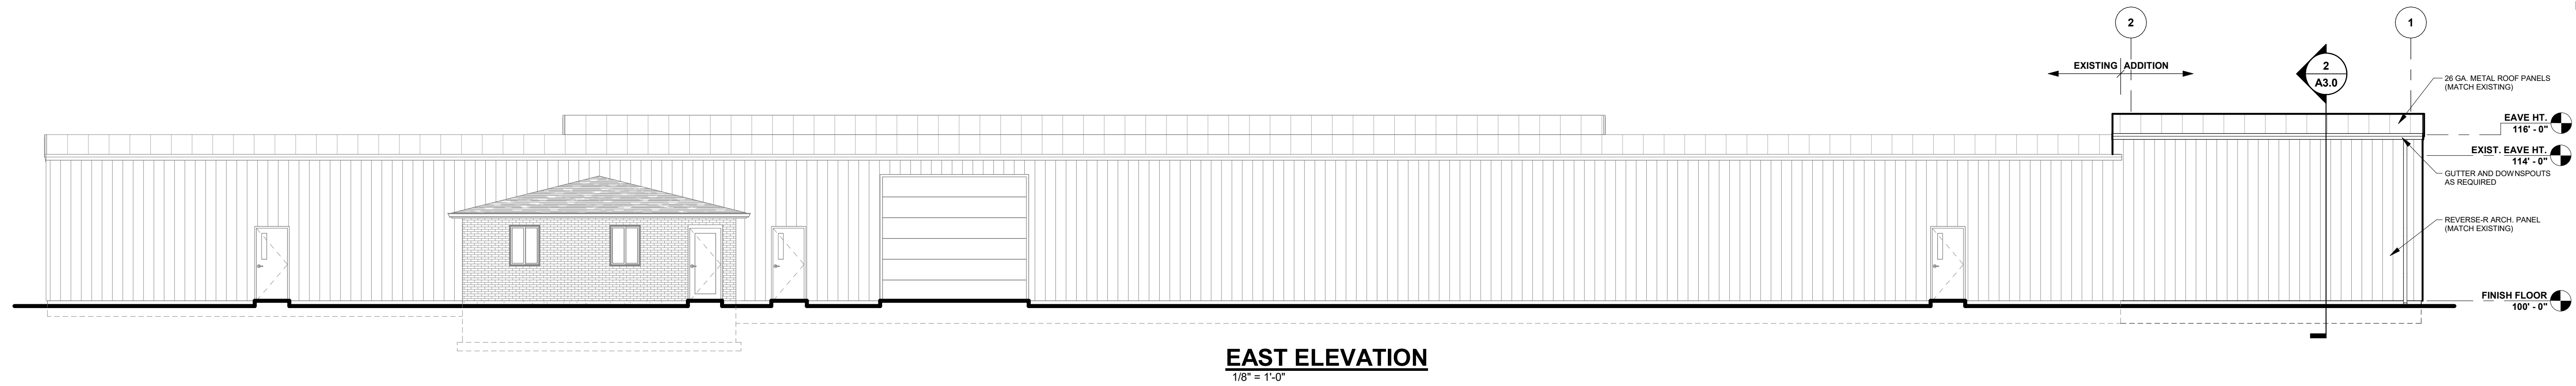 2
1
EXISTING ADDITION
2
A3.0
26 GA. METAL ROOF PANELS
(MATCH EXISTING)
EAVE HT.
116' - 0"
EXIST. EAVE HT.
114' - 0"
GUTTER AND DOWNSPOUTS
AS REQUIRED
REVERSE-R ARCH. PANEL
(MATCH EXISTING)
FINISH FLOOR
100' - 0"
EAST ELEVATION
1/8" = 1'-0"